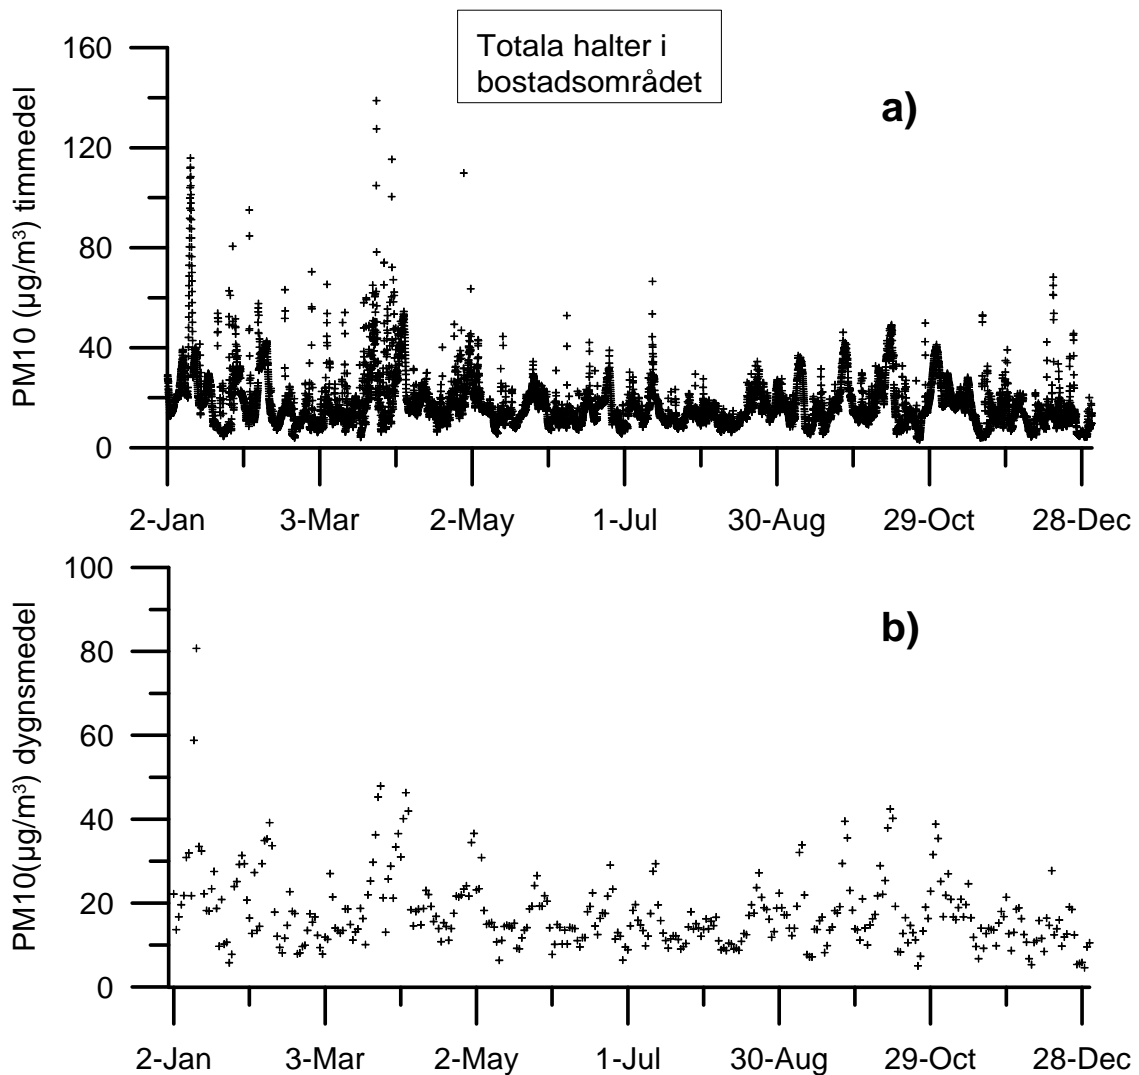 Totala halter i
bostadsområdet
a)
PM10 (µg/m³) timmedel
160
120
80
40
0
2-Jan 3-Mar 2-May 1-Jul 30-Aug 29-Oct 28-Dec
b)
PM10(µg/m³) dygnsmedel
100
80
60
40
20
0
2-Jan 3-Mar 2-May 1-Jul 30-Aug 29-Oct 28-Dec